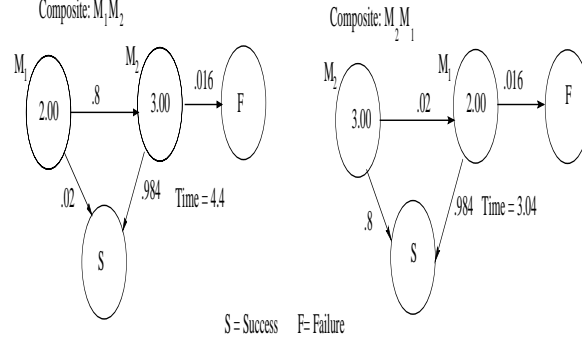 Composite: M1M2
M1
2.00
.8
M2
3.00
.016
F
.02
.984
Time = 4.4
S
Composite: M2M1
M2
3.00
.02
M1
2.00
.016
F
.8
.984
Time = 3.04
S
S = Success F= Failure